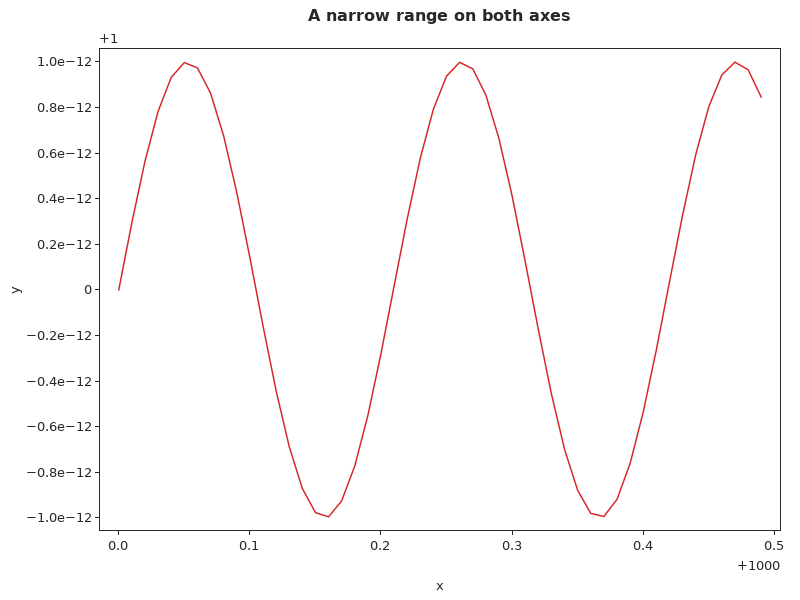 A narrow range on both axes
+1
1.0e−12
0.8e−12
0.6e−12
0.4e−12
0.2e−12
0
−0.2e−12
−0.4e−12
−0.6e−12
−0.8e−12
−1.0e−12
y
0.0 0.1 0.2 0.3 0.4 0.5
+1000
x